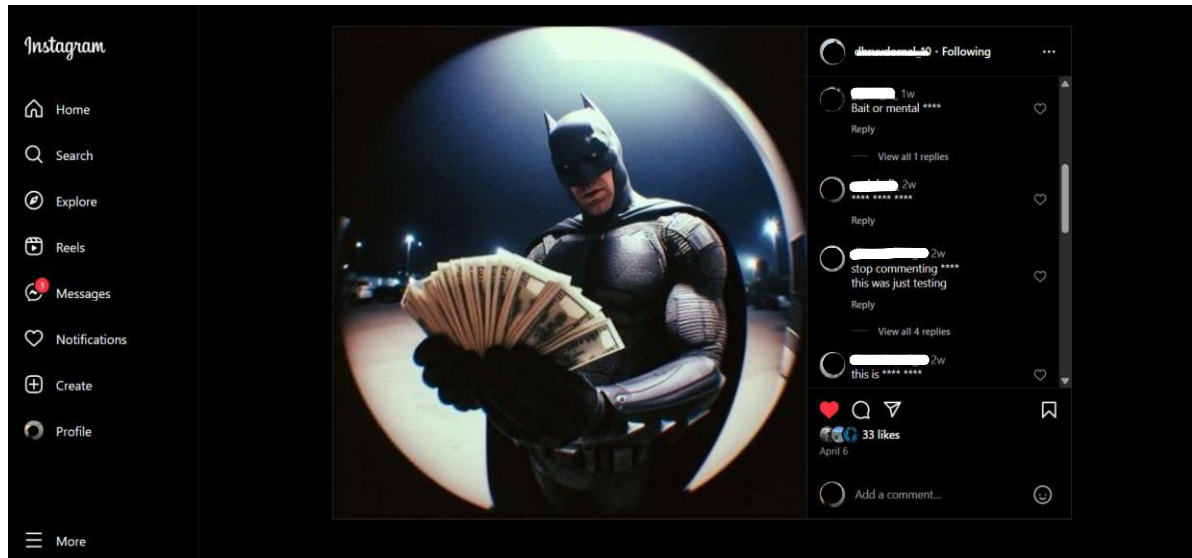 Instagram
Home
Search
Explore
Reels
3
Messages
Notifications
Create
Profile
More
• Following
...
1w
Bait or mental ****
Reply
View all 1 replies
2w
**** **** ****
Reply
2w
stop commenting ****
this was just testing
Reply
View all 4 replies
2w
this is **** ****
33 likes
April 6
Add a comment...